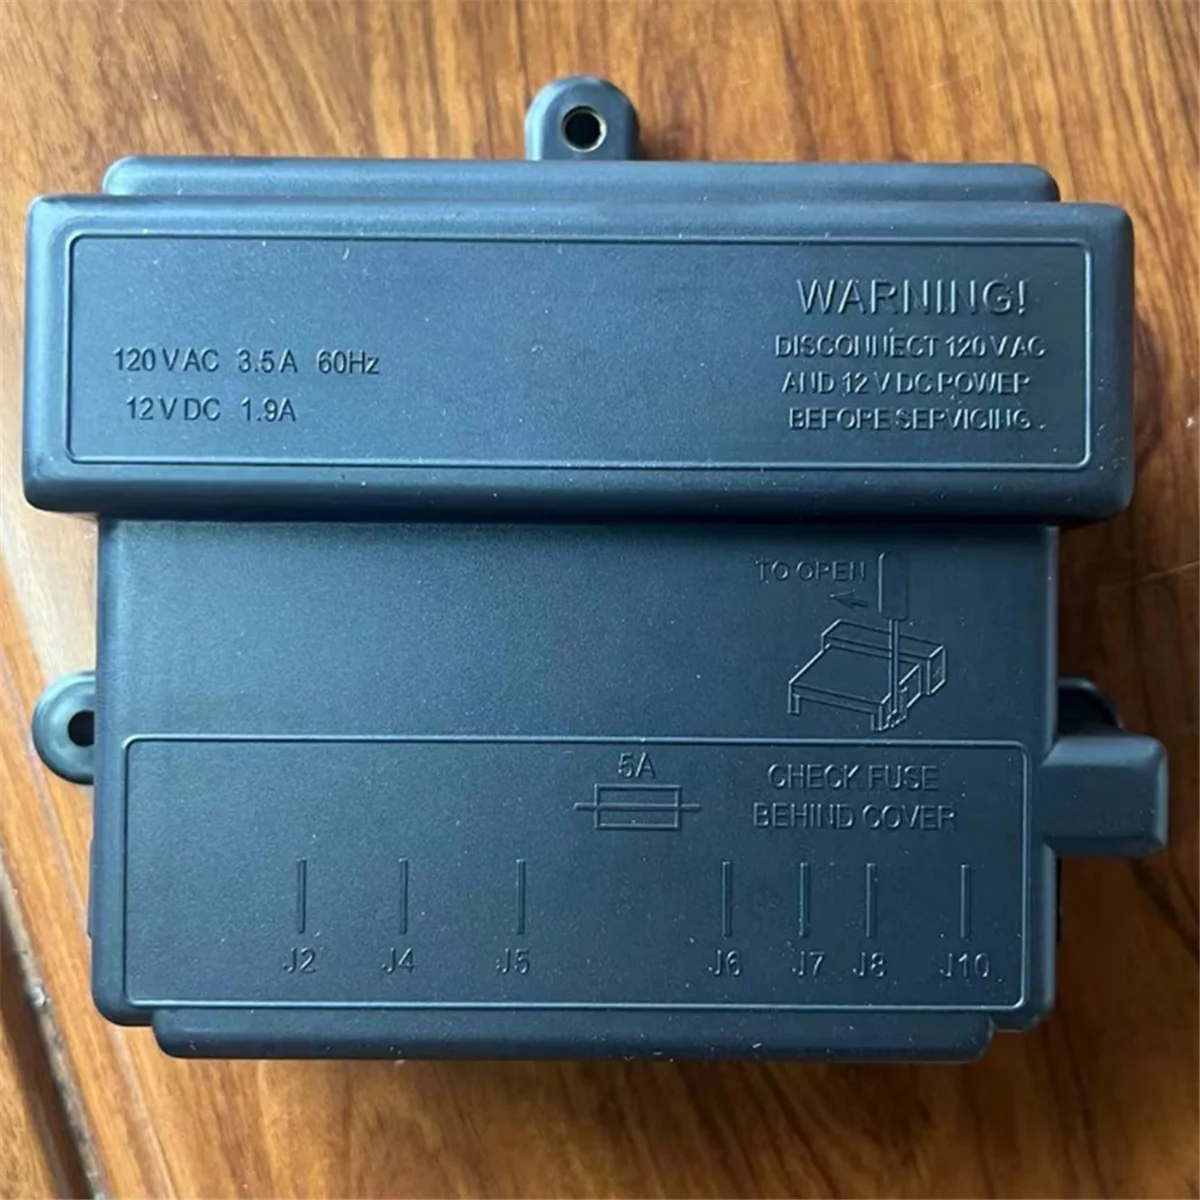 120 VAC 3.5 A 60Hz
12 V DC 1.9A
WARNING!
DISCONNECT 120 V AC
AND 12 V DC POWER
BEFORE SERVICING .
TO OPEN
5A
CHECK FUSE
BEHIND COVER
J2 J4 J5 J6 J7 J8 J10